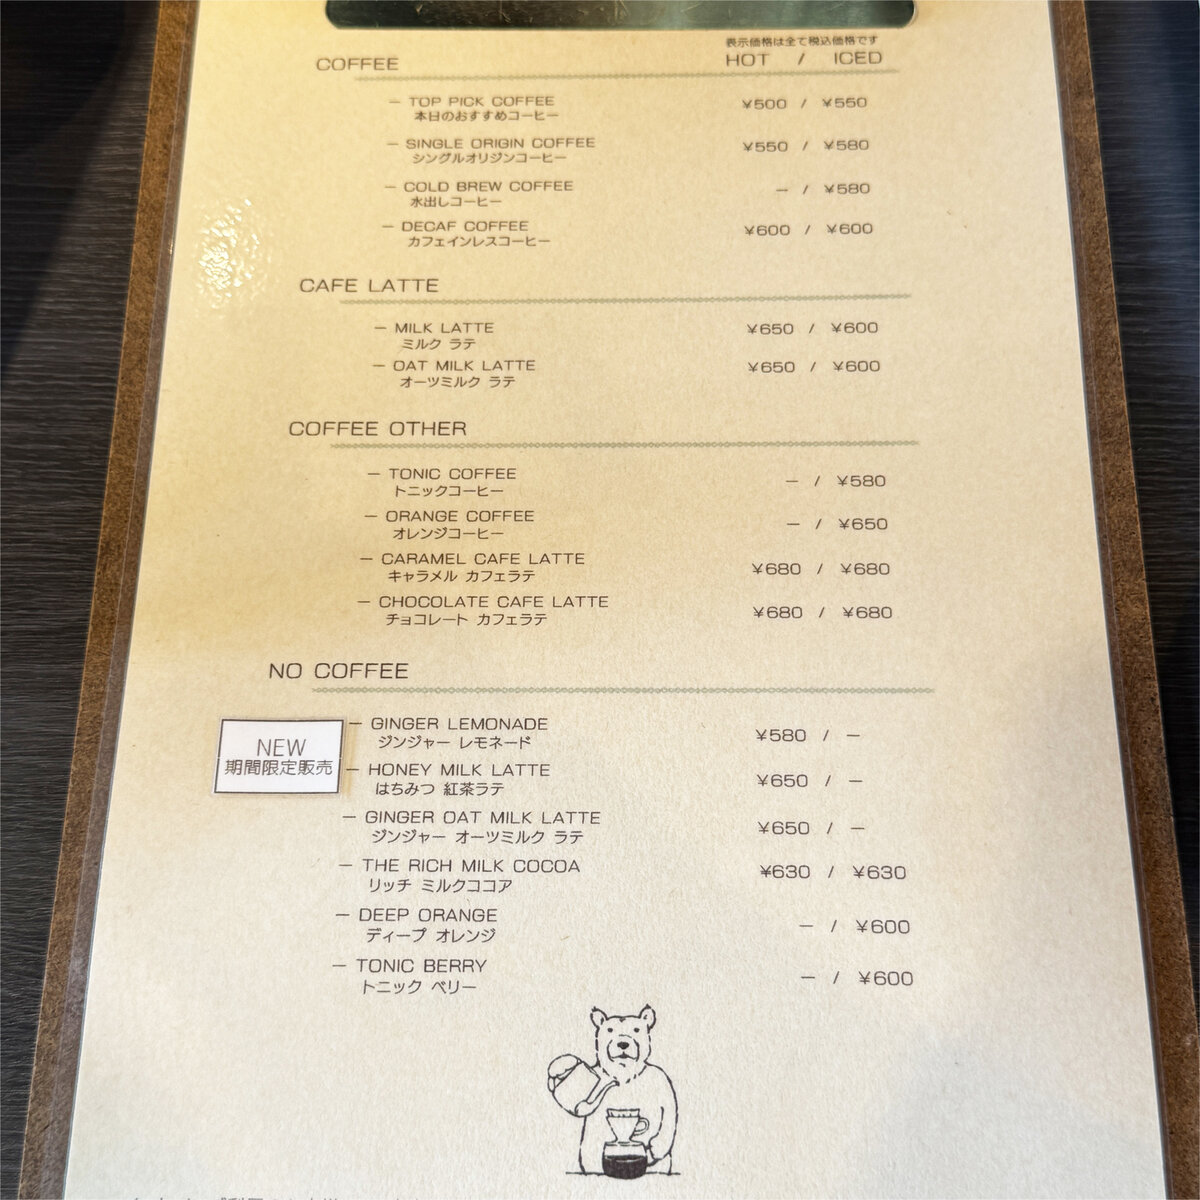 表示価格は全て税込価格です
COFFEE HOT / ICED
— TOP PICK COFFEE ¥500 / ¥550
本日のおすすめコーヒー
— SINGLE ORIGIN COFFEE ¥550 / ¥580
シングルオリジンコーヒー
— COLD BREW COFFEE — / ¥580
水出しコーヒー
— DECAF COFFEE ¥600 / ¥600
カフェインレスコーヒー
CAFE LATTE
— MILK LATTE ¥650 / ¥600
ミルク ラテ
— OAT MILK LATTE ¥650 / ¥600
オーツミルク ラテ
COFFEE OTHER
— TONIC COFFEE — / ¥580
トニックコーヒー
— ORANGE COFFEE — / ¥650
オレンジコーヒー
— CARAMEL CAFE LATTE ¥680 / ¥680
キャラメル カフェラテ
— CHOCOLATE CAFE LATTE ¥680 / ¥680
チョコレート カフェラテ
NO COFFEE
— GINGER LEMONADE ¥580 / —
ジンジャー レモネード
NEW
期間限定販売
— HONEY MILK LATTE ¥650 / —
はちみつ 紅茶ラテ
— GINGER OAT MILK LATTE ¥650 / —
ジンジャー オーツミルク ラテ
— THE RICH MILK COCOA ¥630 / ¥630
リッチ ミルクココア
— DEEP ORANGE — / ¥600
ディープ オレンジ
— TONIC BERRY — / ¥600
トニック ベリー